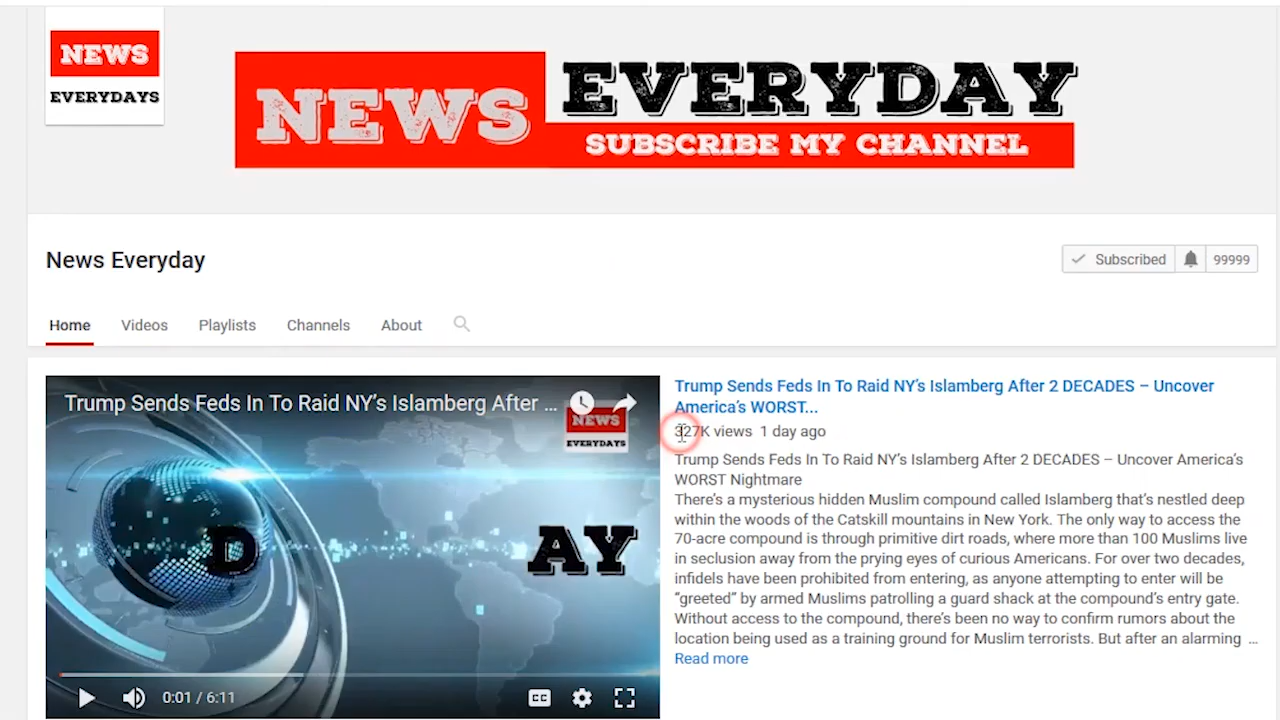 NEWS
EVERYDAYS
NEWS
EVERYDAY
SUBSCRIBE MY CHANNEL
News Everyday
Subscribed
99999
Home
Videos
Playlists
Channels
About
Trump Sends Feds In To Raid NY's Islamberg After ...
NEWS
EVERYDAYS
D AY
0:01 / 6:11
CC
Trump Sends Feds In To Raid NY's Islamberg After 2 DECADES – Uncover
America's WORST...
327K views 1 day ago
Trump Sends Feds In To Raid NY's Islamberg After 2 DECADES – Uncover America's
WORST Nightmare
There's a mysterious hidden Muslim compound called Islamberg that's nestled deep
within the woods of the Catskill mountains in New York. The only way to access the
70-acre compound is through primitive dirt roads, where more than 100 Muslims live
in seclusion away from the prying eyes of curious Americans. For over two decades,
infidels have been prohibited from entering, as anyone attempting to enter will be
“greeted” by armed Muslims patrolling a guard shack at the compound's entry gate.
Without access to the compound, there's been no way to confirm rumors about the
location being used as a training ground for Muslim terrorists. But after an alarming ...
Read more